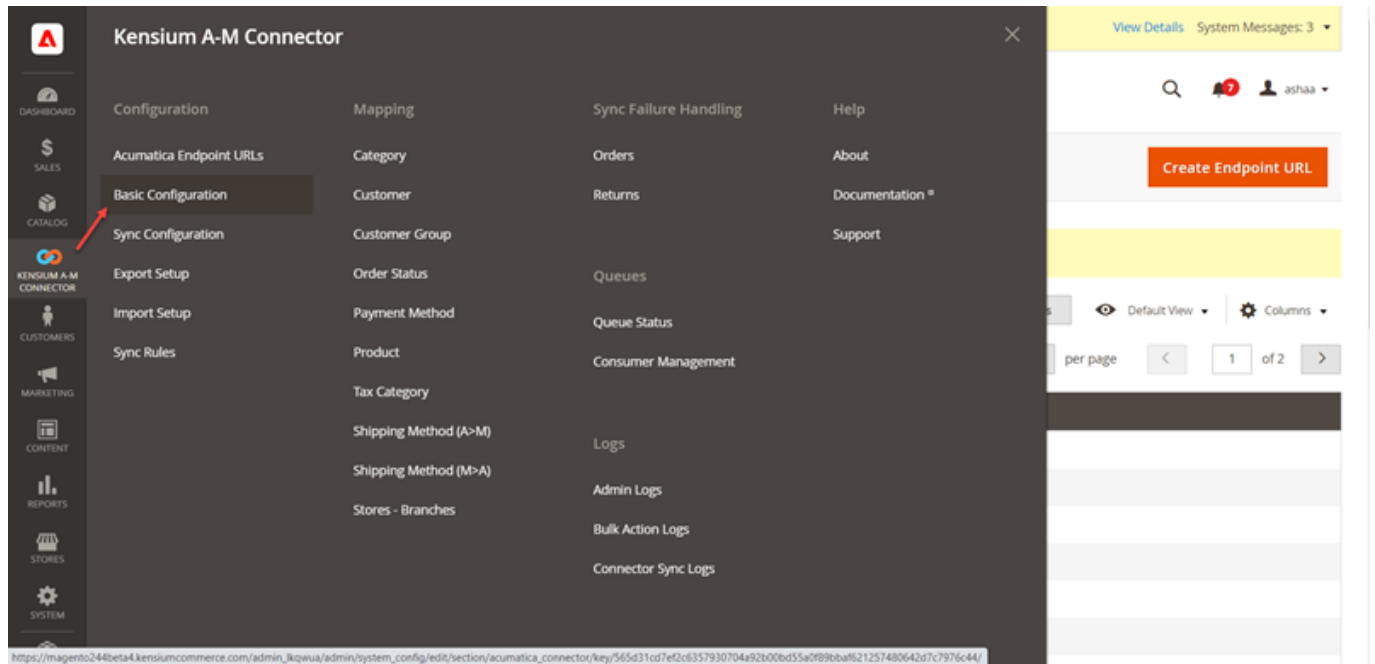 View Details System Messages: 3
Kensium A-M Connector
7 ashaa
DASHBOARD
Configuration
Mapping
Sync Failure Handling
Help
Acumatica Endpoint URLs
Category
Orders
About
SALES
Create Endpoint URL
Basic Configuration
Customer
Returns
Documentation
CATALOG
Sync Configuration
Customer Group
Support
KENSIUM A-M
CONNECTOR
Export Setup
Order Status
Queues
Import Setup
Payment Method
Queue Status
Default View
Columns
CUSTOMERS
Sync Rules
Product
Consumer Management
per page
1
of 2
MARKETING
Tax Category
CONTENT
Shipping Method (A>M)
Logs
Shipping Method (M>A)
Admin Logs
REPORTS
Stores - Branches
Bulk Action Logs
STORES
Connector Sync Logs
SYSTEM